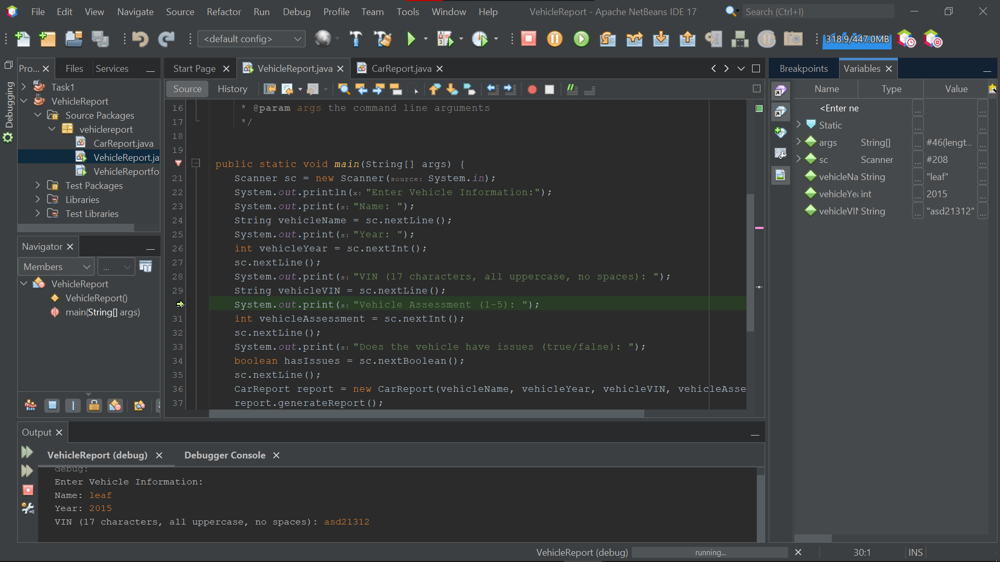 File Edit View Navigate Source Refactor Run Debug Profile Team Tools Window Help VehicleReport - Apache NetBeans IDE 17 Search (Ctrl+I)
<default config> 318.9/447.0MB
Debugging
Pro... Files Services
Task1
VehicleReport
Source Packages
vehiclereport
CarReport.java
VehicleReport.ja
VehicleReportfo
Test Packages
Libraries
Test Libraries
Navigator
Members ...
VehicleReport
VehicleReport()
main(String[] args)
Start Page VehicleReport.java CarReport.java
Source History
16 * @param args the command line arguments
17 */
18
19
public static void main(String[] args) {
21 Scanner sc = new Scanner(source: System.in);
22 System.out.println(x: "Enter Vehicle Information:");
23 System.out.print(s: "Name: ");
24 String vehicleName = sc.nextLine();
25 System.out.print(s: "Year: ");
26 int vehicleYear = sc.nextInt();
27 sc.nextLine();
28 System.out.print(s: "VIN (17 characters, all uppercase, no spaces): ");
29 String vehicleVIN = sc.nextLine();
System.out.print(s: "Vehicle Assessment (1-5): ");
31 int vehicleAssessment = sc.nextInt();
32 sc.nextLine();
33 System.out.print(s: "Does the vehicle have issues (true/false): ");
34 boolean hasIssues = sc.nextBoolean();
35 sc.nextLine();
36 CarReport report = new CarReport(vehicleName, vehicleYear, vehicleVIN, vehicleAsse
37 report.generateReport();
Breakpoints Variables
Name Type Value
<Enter ne ... ...
Static ... ...
args String[] ... #46(lengt... ...
sc Scanner ... #208 ...
vehicleNa String ... "leaf" ...
vehicleYea int ... 2015 ...
vehicleVIN String ... "asd21312" ...
Output
VehicleReport (debug) Debugger Console
debug:
Enter Vehicle Information:
Name: leaf
Year: 2015
VIN (17 characters, all uppercase, no spaces): asd21312
VehicleReport (debug) running... 30:1 INS